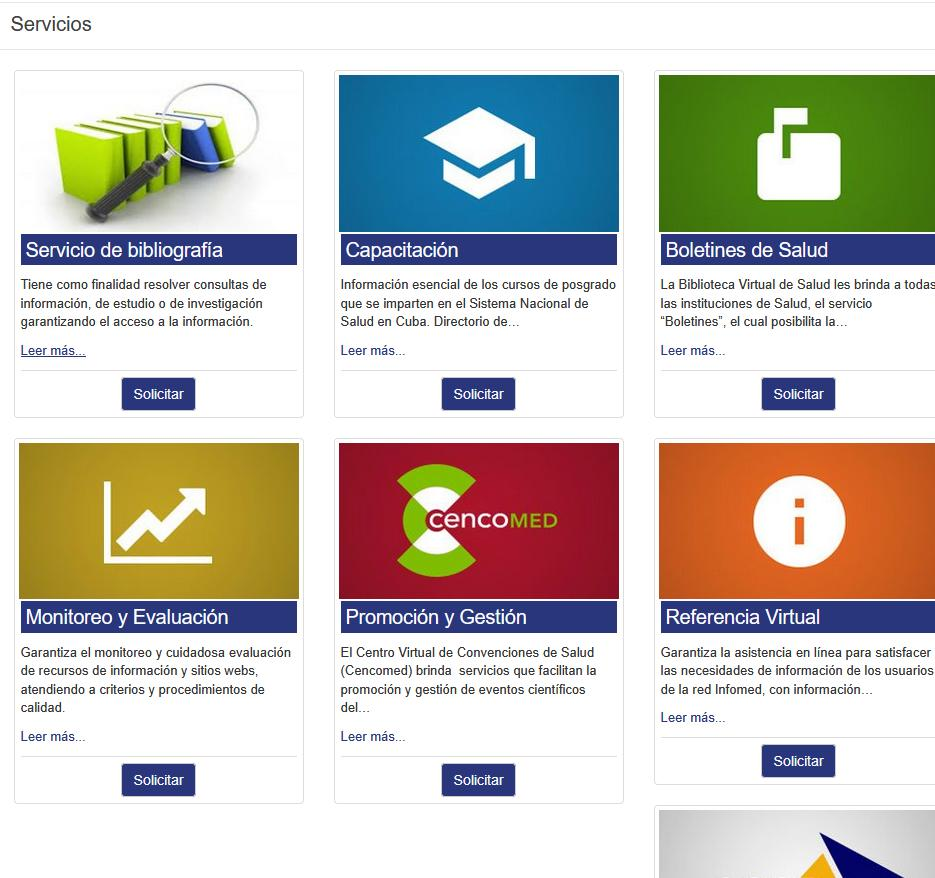 Servicios
Servicio de bibliografía
Tiene como finalidad resolver consultas de
información, de estudio o de investigación
garantizando el acceso a la información.
Leer más...
Solicitar
Capacitación
Información esencial de los cursos de posgrado
que se imparten en el Sistema Nacional de
Salud en Cuba. Directorio de…
Leer más...
Solicitar
Boletines de Salud
La Biblioteca Virtual de Salud les brinda a todas
las instituciones de Salud, el servicio
“Boletines”, el cual posibilita la…
Leer más...
Solicitar
Monitoreo y Evaluación
Garantiza el monitoreo y cuidadosa evaluación
de recursos de información y sitios webs,
atendiendo a criterios y procedimientos de
calidad.
Leer más...
Solicitar
cencOMED
Promoción y Gestión
El Centro Virtual de Convenciones de Salud
(Cencomed) brinda  servicios que facilitan la
promoción y gestión de eventos científicos
del…
Leer más...
Solicitar
Referencia Virtual
Garantiza la asistencia en línea para satisfacer
las necesidades de información de los usuarios
de la red Infomed, con información…
Leer más...
Solicitar